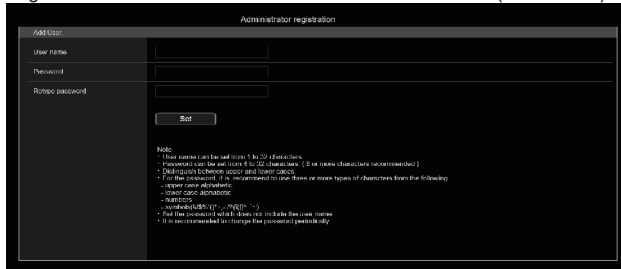 Administrator registration
Add User.
User name
Password
Retype password
Set
Note
· User name can be set from 1 to 32 characters.
· Password can be set from 4 to 32 characters. ( 8 or more characters recommended )
· Distinguish between upper and lower cases.
· For the password, it is recommend to use three or more types of characters from the following
- upper case alphabetic
- lower case alphabetic
- numbers
- symbols
· Set the password which does not include the user name
· It is recommended to change the password periodically